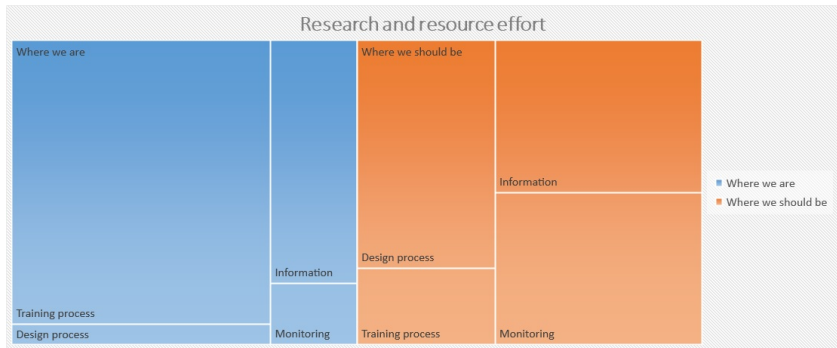 Research and resource effort
Where we are
Training process
Design process
Information
Monitoring
Where we should be
Design process
Training process
Information
Monitoring
Where we are
Where we should be